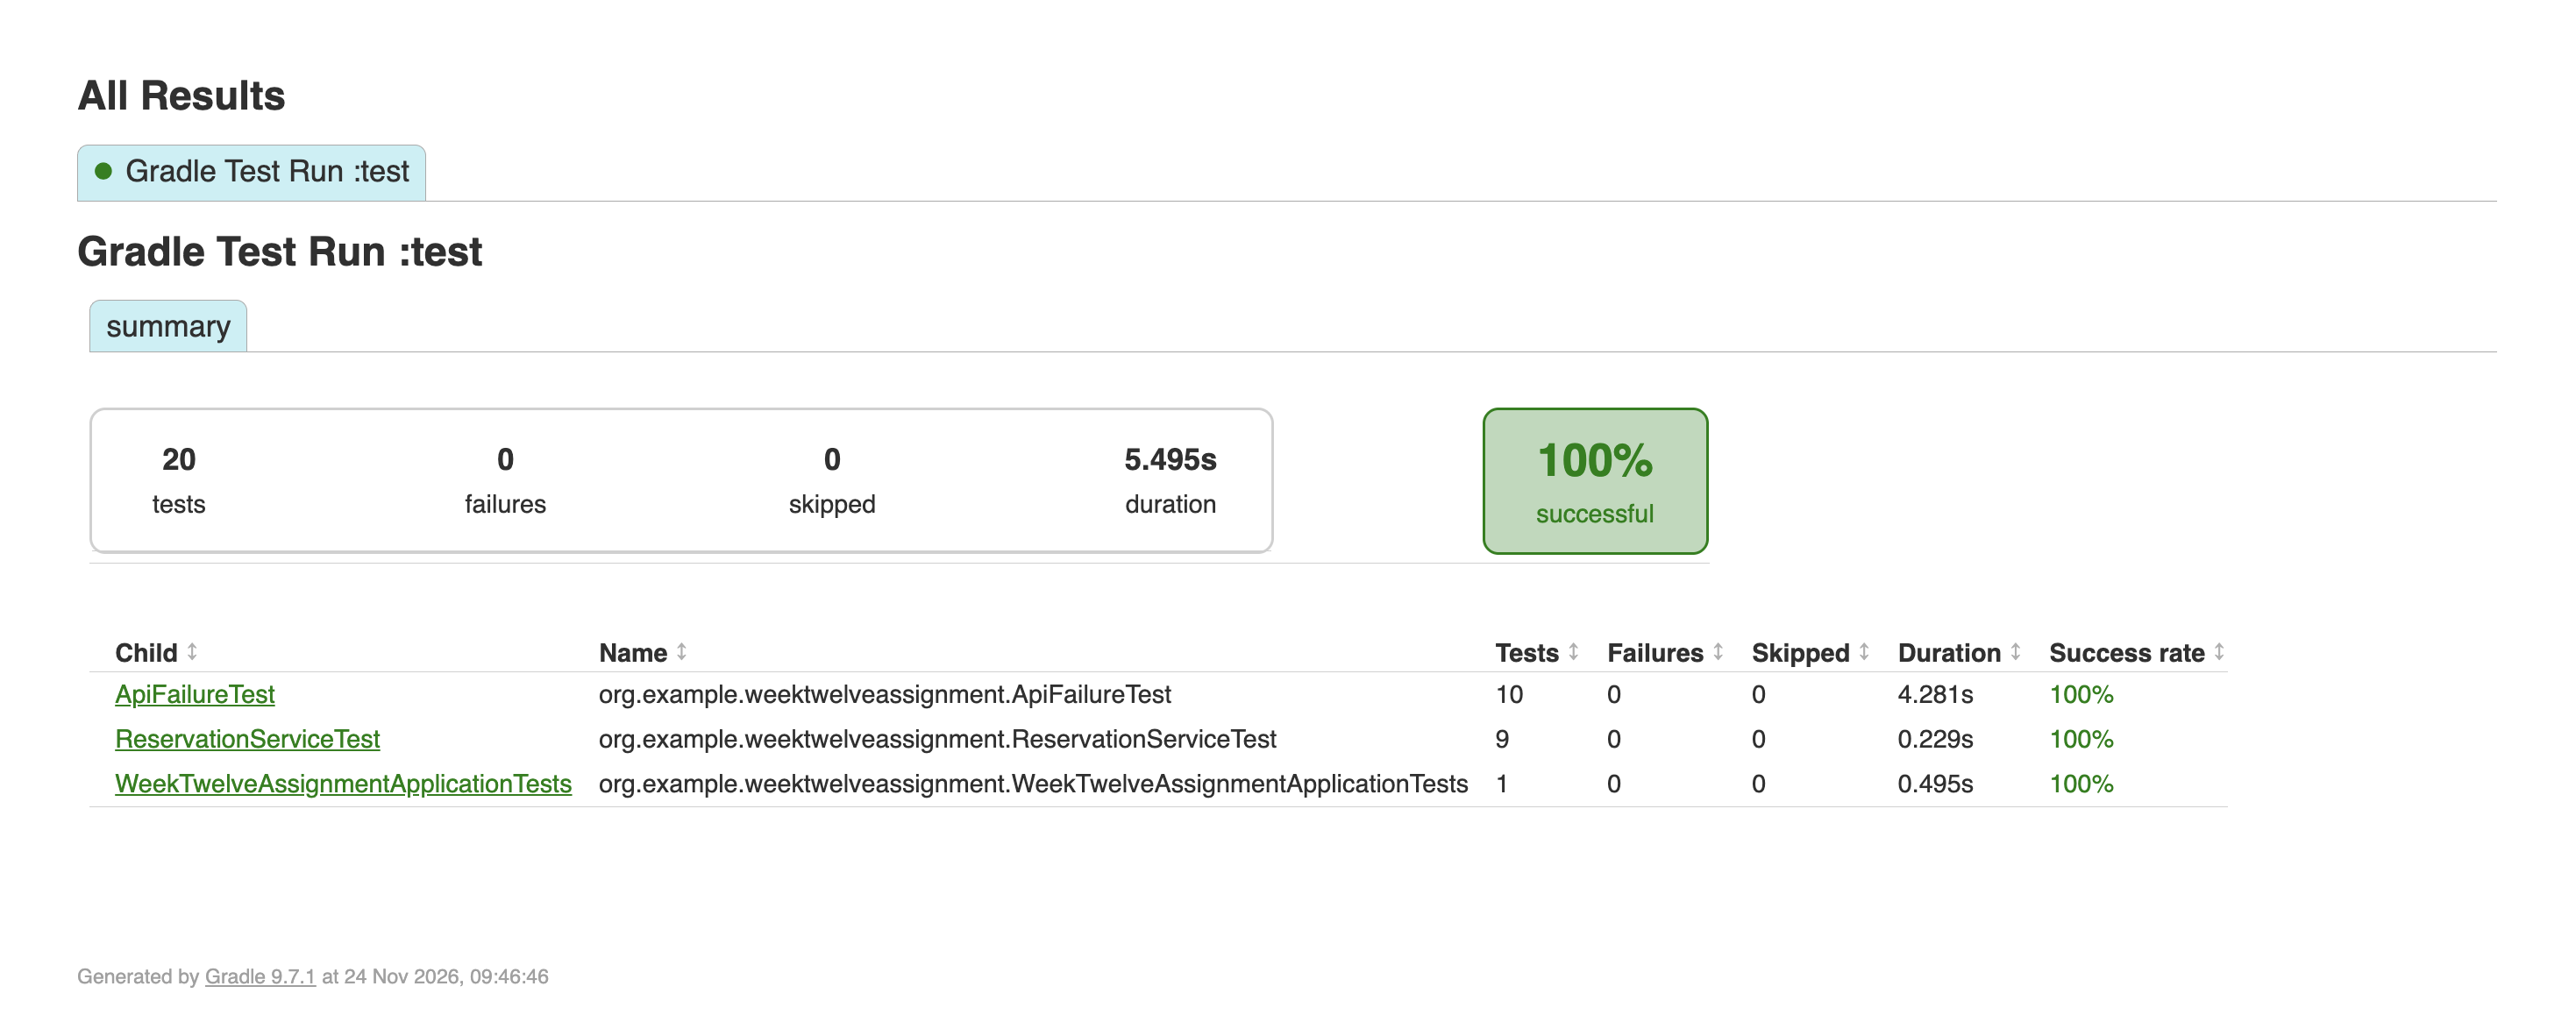 All Results
Gradle Test Run :test
Gradle Test Run :test
summary
20 0 0 5.495s 100%
tests failures skipped duration successful
Child Name Tests Failures Skipped Duration Success rate
ApiFailureTest org.example.weektwelveassignment.ApiFailureTest 10 0 0 4.281s 100%
ReservationServiceTest org.example.weektwelveassignment.ReservationServiceTest 9 0 0 0.229s 100%
WeekTwelveAssignmentApplicationTests org.example.weektwelveassignment.WeekTwelveAssignmentApplicationTests 1 0 0 0.495s 100%
Generated by Gradle 9.7.1 at 24 Nov 2026, 09:46:46